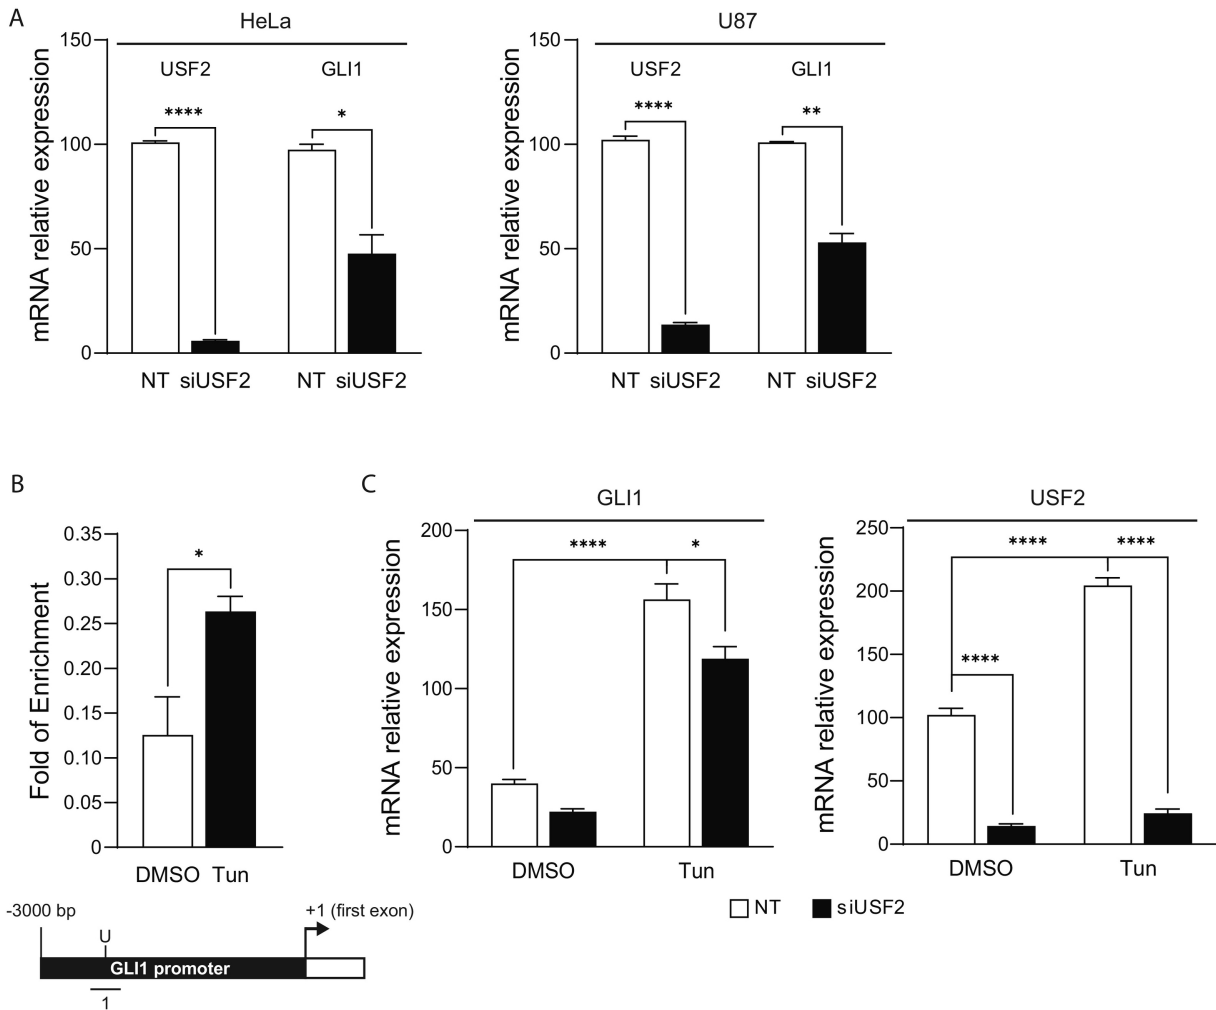 A
HeLa
U87
150
100
50
0
mRNA relative expression
USF2
GLI1
****
*
NT siUSF2
NT siUSF2
150
100
50
0
mRNA relative expression
USF2
GLI1
****
**
NT siUSF2
NT siUSF2
B
0.35
0.30
0.25
0.20
0.15
0.10
0.05
0
Fold of Enrichment
*
DMSO Tun
-3000 bp
+1 (first exon)
U
GLI1 promoter
1
C
GLI1
200
150
100
50
0
mRNA relative expression
****
*
DMSO
Tun
USF2
250
200
150
100
50
0
mRNA relative expression
****
****
****
DMSO
Tun
NT
siUSF2